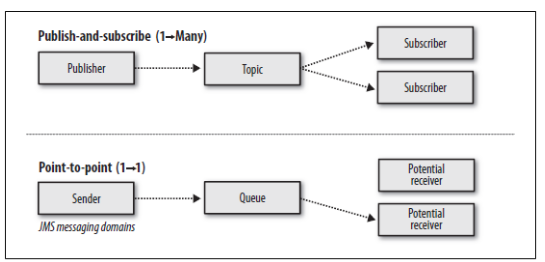 Publish-and-subscribe (1→Many)
Publisher
Topic
Subscriber
Subscriber
Point-to-point (1→1)
Sender
Queue
Potential
receiver
Potential
receiver
JMS messaging domains